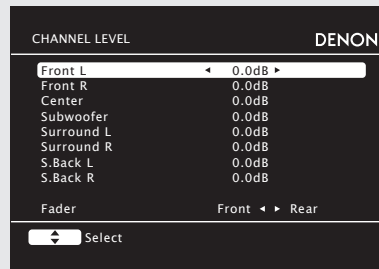 CHANNEL LEVEL DENON
Front L ◄ 0.0dB ►
Front R 0.0dB
Center 0.0dB
Subwoofer 0.0dB
Surround L 0.0dB
Surround R 0.0dB
S.Back L 0.0dB
S.Back R 0.0dB
Fader Front ◄ ► Rear
Select